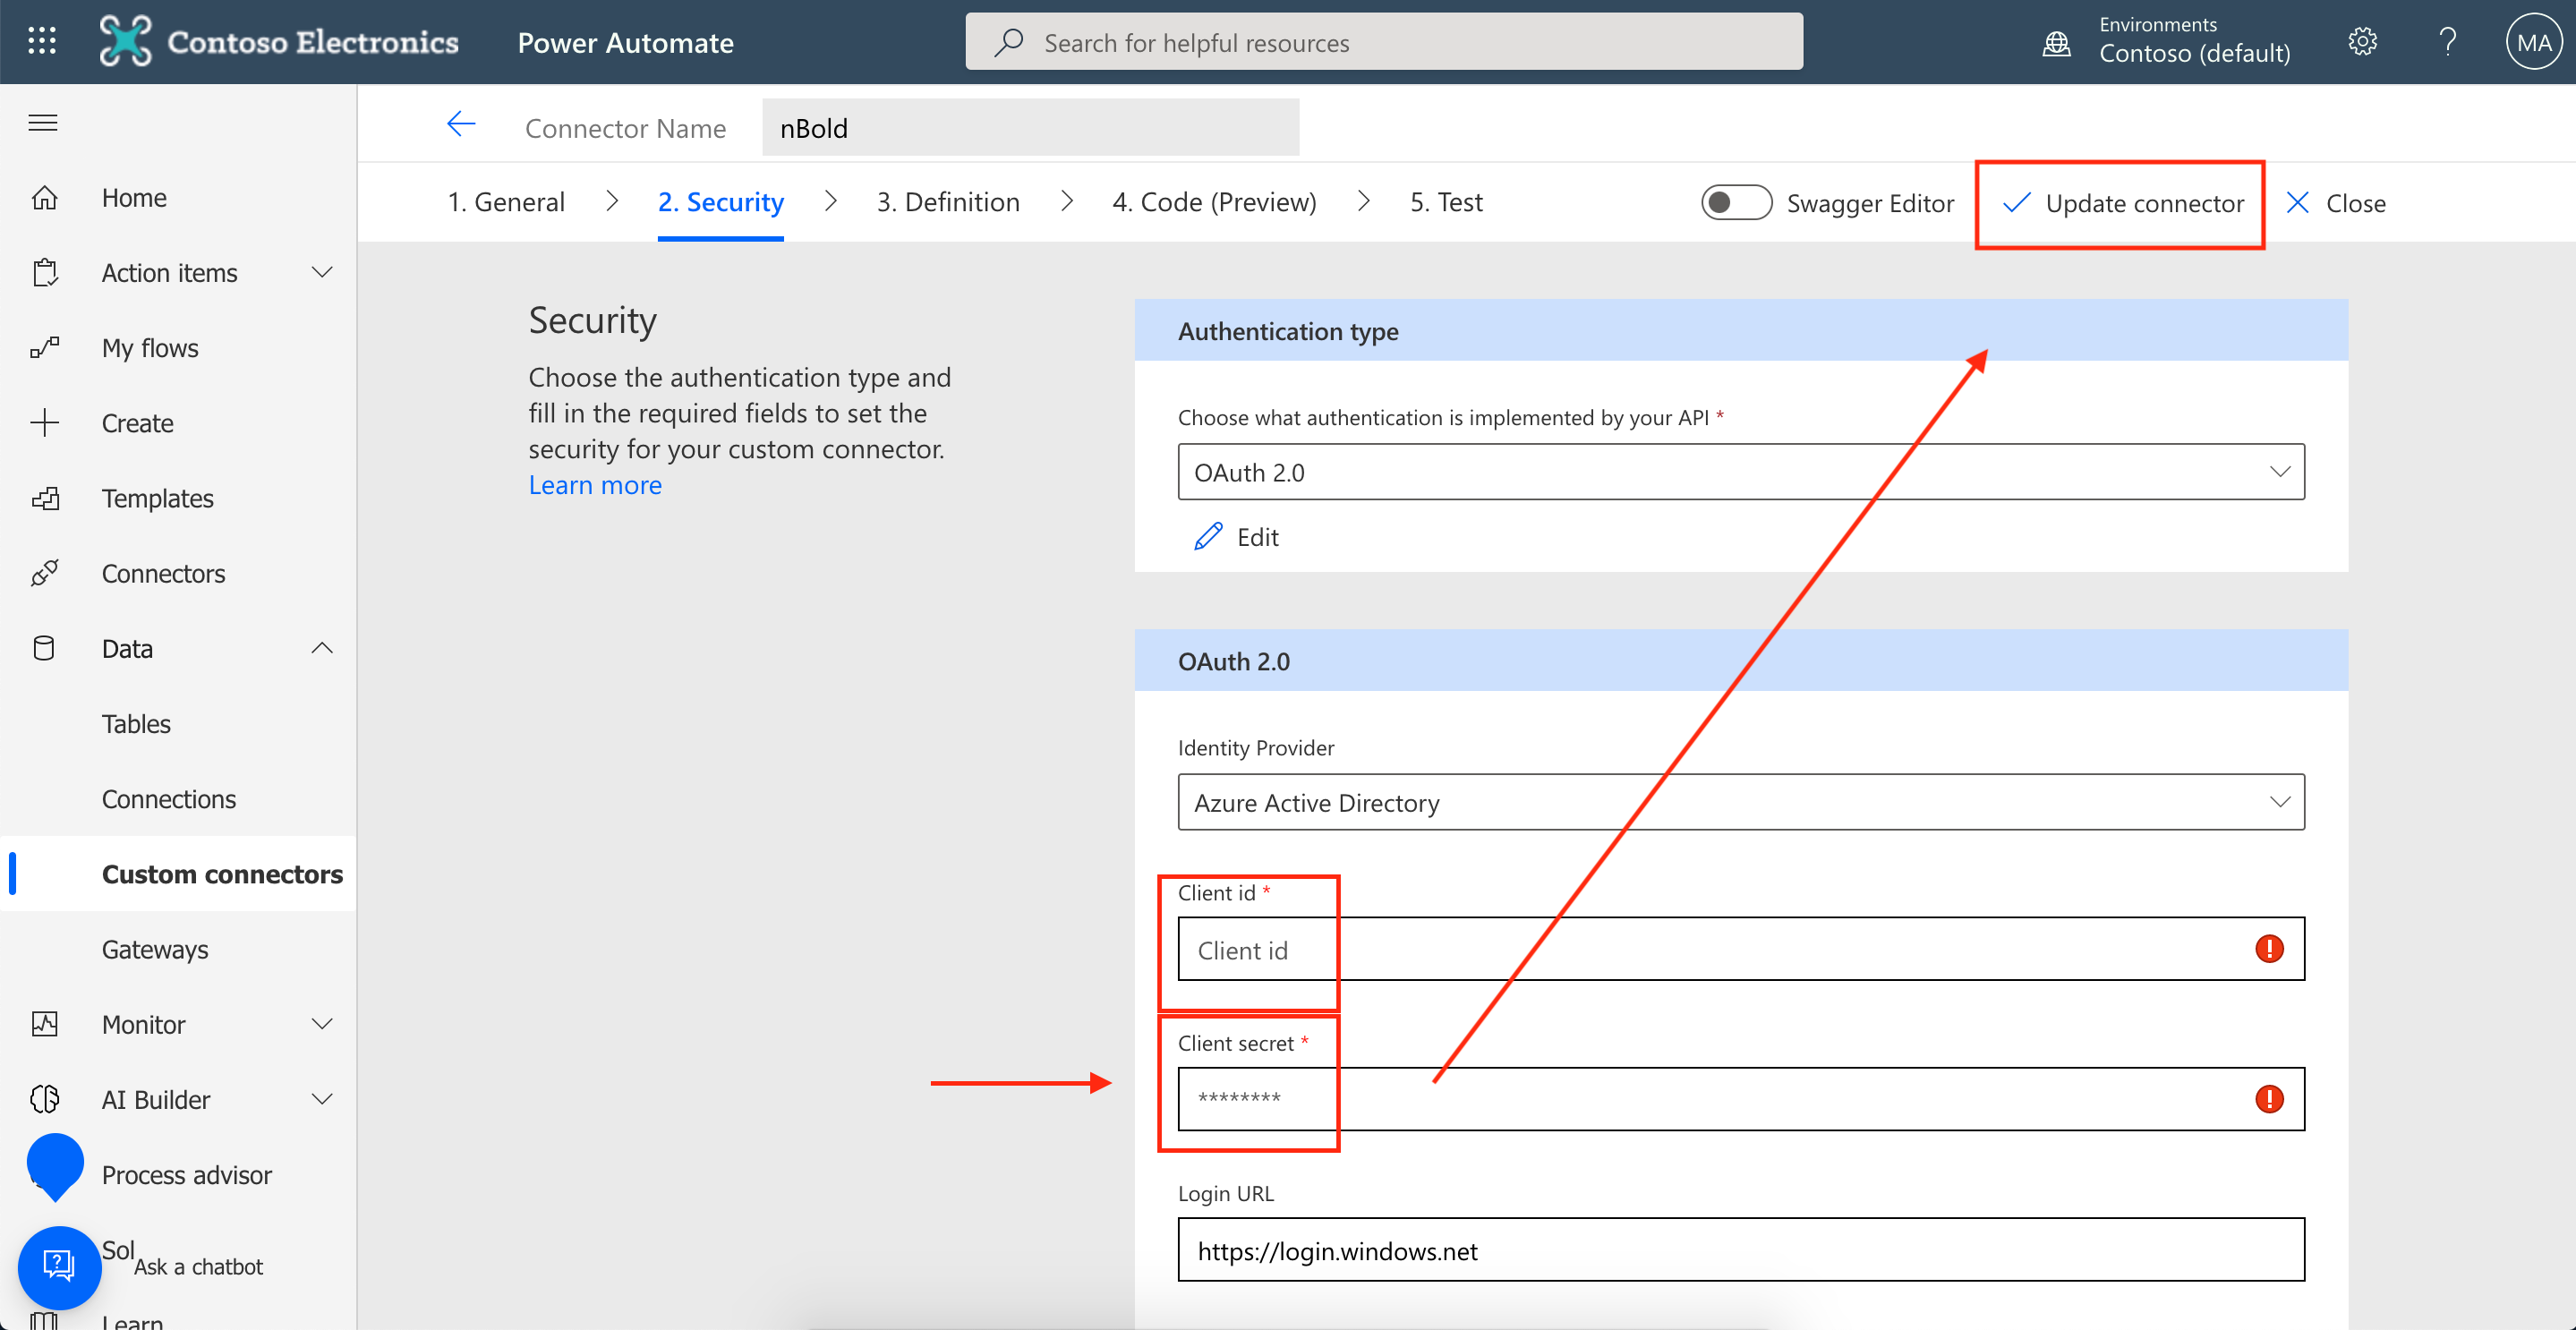 Contoso Electronics
Power Automate
Search for helpful resources
Environments
Contoso (default)
MA
Connector Name
nBold
1. General
2. Security
3. Definition
4. Code (Preview)
5. Test
Swagger Editor
Update connector
Close
Home
Action items
My flows
Create
Templates
Connectors
Data
Tables
Connections
Custom connectors
Gateways
Monitor
AI Builder
Process advisor
Sol
Ask a chatbot
Learn
Security
Choose the authentication type and
fill in the required fields to set the
security for your custom connector.
Learn more
Authentication type
Choose what authentication is implemented by your API *
OAuth 2.0
Edit
OAuth 2.0
Identity Provider
Azure Active Directory
Client id *
Client id
Client secret *
********
Login URL
https://login.windows.net